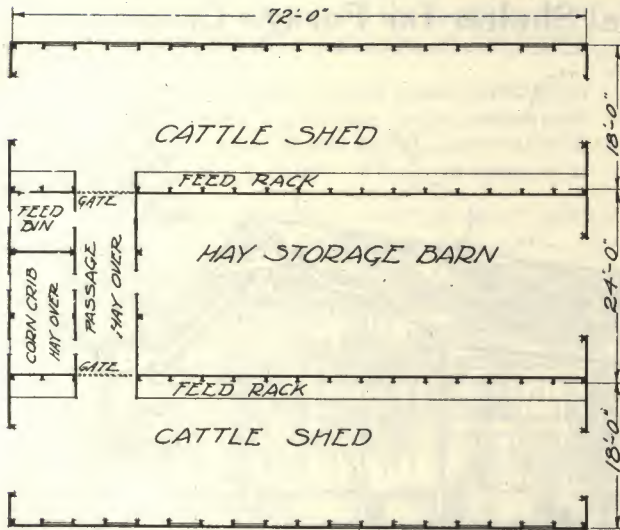 72'-0"
CATTLE SHED
18'-0"
FEED RACK
FEED
BIN
GATE
PASSAGE
HAY OVER
HAY STORAGE BARN
24'-0"
CORN CRIB
HAY OVER
GATE
FEED RACK
CATTLE SHED
18'-0"